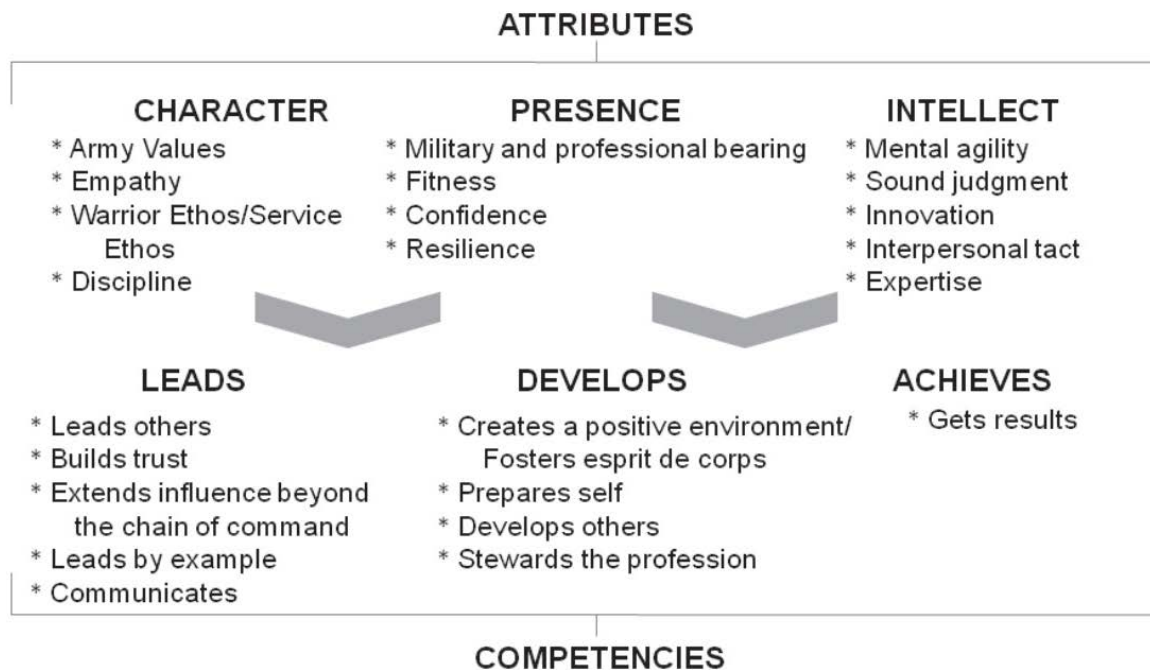 ATTRIBUTES
CHARACTER
* Army Values
* Empathy
* Warrior Ethos/Service
Ethos
* Discipline
PRESENCE
* Military and professional bearing
* Fitness
* Confidence
* Resilience
INTELLECT
* Mental agility
* Sound judgment
* Innovation
* Interpersonal tact
* Expertise
LEADS
* Leads others
* Builds trust
* Extends influence beyond
the chain of command
* Leads by example
* Communicates
DEVELOPS
* Creates a positive environment/
Fosters esprit de corps
* Prepares self
* Develops others
* Stewards the profession
ACHIEVES
* Gets results
COMPETENCIES